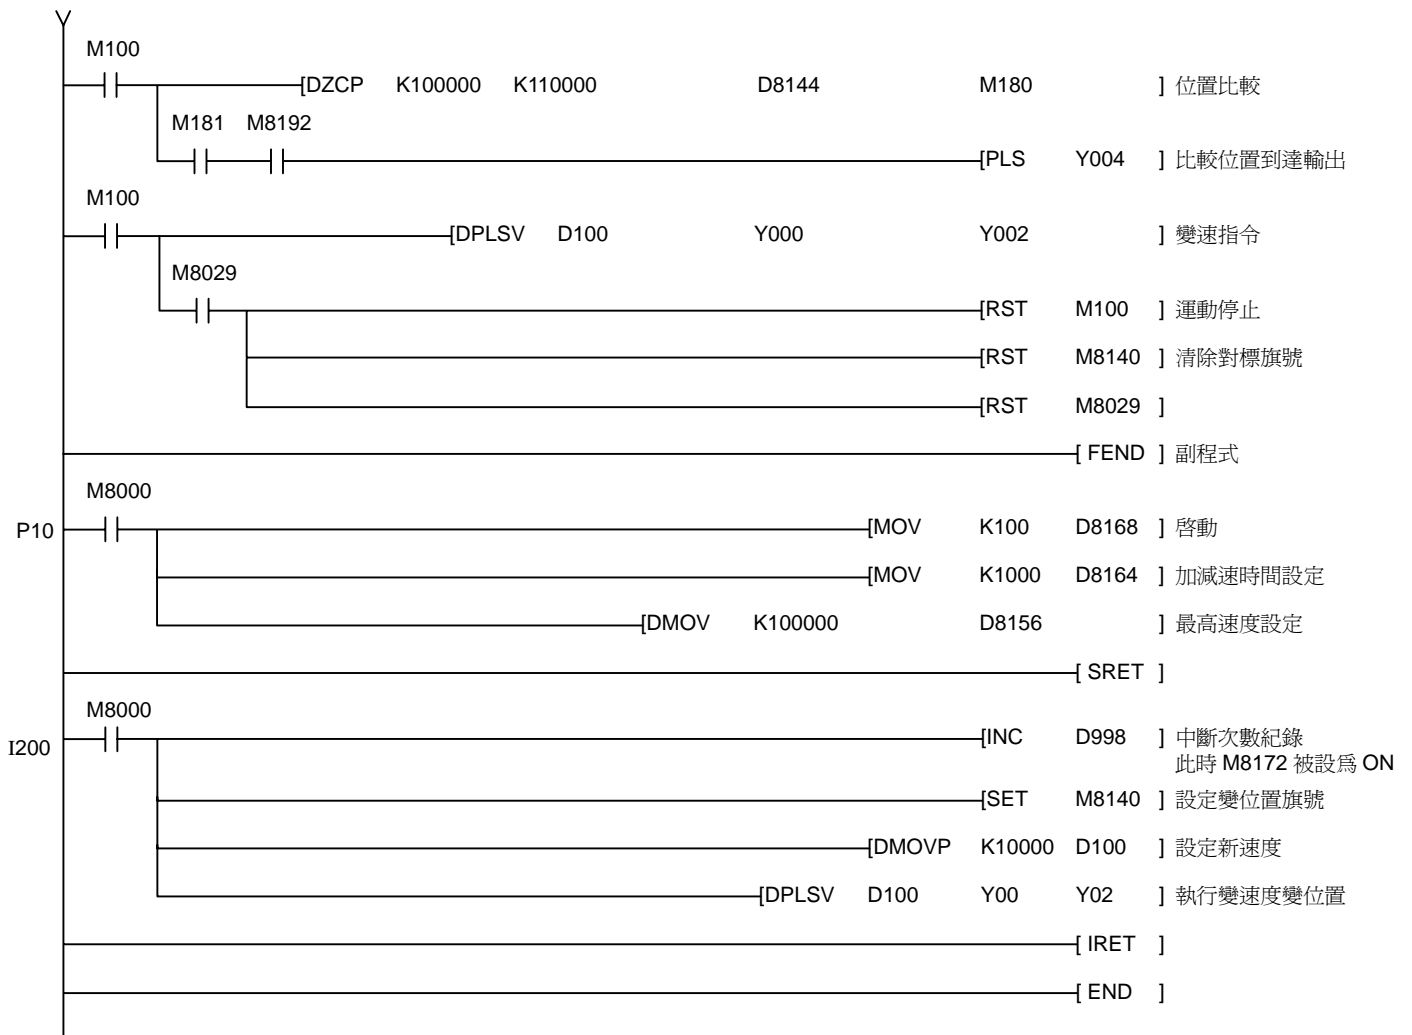 M100
[DZCP K100000 K110000 D8144 M180 ] 位置比較
M181 M8192
[PLS Y004 ] 比較位置到達輸出
M100
[DPLSV D100 Y000 Y002 ] 變速指令
M8029
[RST M100 ] 運動停止
[RST M8140 ] 清除對標旗號
[RST M8029 ]
[ FEND ] 副程式
M8000
P10 [MOV K100 D8168 ] 啓動
[MOV K1000 D8164 ] 加減速時間設定
[DMOV K100000 D8156 ] 最高速度設定
[ SRET ]
M8000
I200 [INC D998 ] 中斷次數紀錄
此時 M8172 被設爲 ON
[SET M8140 ] 設定變位置旗號
[DMOVP K10000 D100 ] 設定新速度
[DPLSV D100 Y00 Y02 ] 執行變速度變位置
[ IRET ]
[ END ]